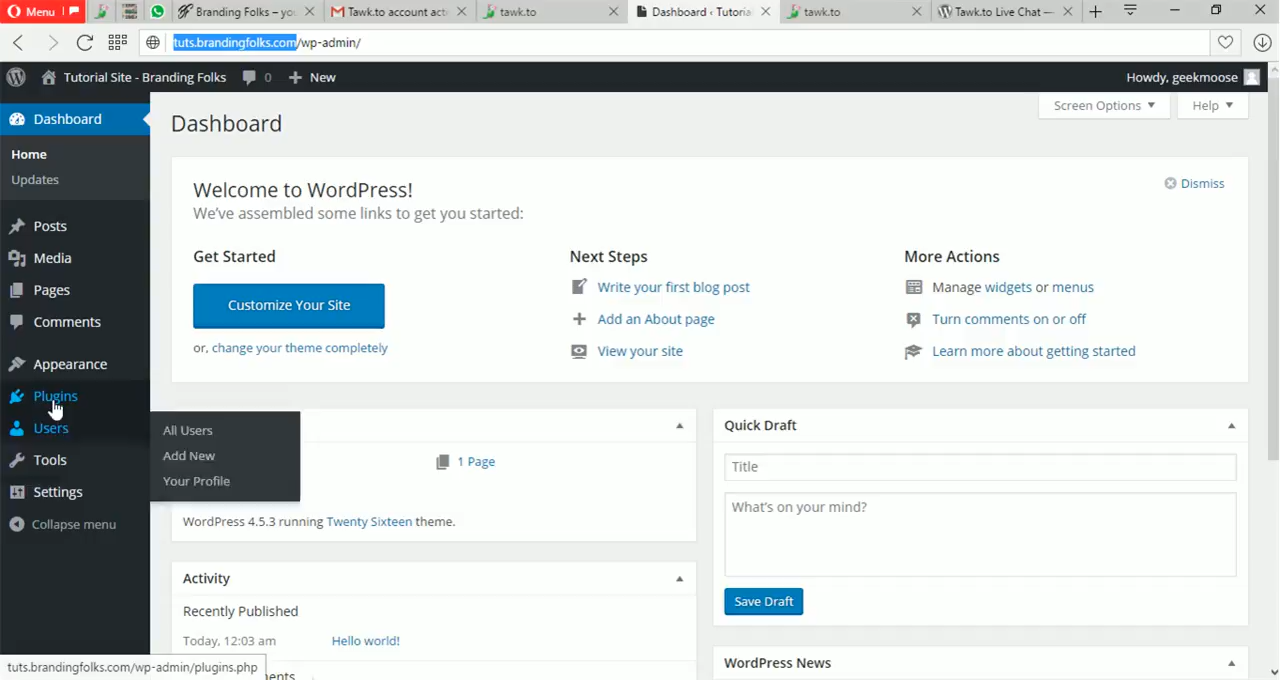 Menu
Branding Folks – yo
Tawk.to account act
tawk.to
Dashboard ‹ Tutoria
tawk.to
Tawk.to Live Chat —
tuts.brandingfolks.com/wp-admin/
Tutorial Site - Branding Folks
0
New
Howdy, geekmoose
Dashboard
Home
Updates
Posts
Media
Pages
Comments
Appearance
Plugins
Users
Tools
Settings
Collapse menu
All Users
Add New
Your Profile
Dashboard
Screen Options
Help
Welcome to WordPress!
We've assembled some links to get you started:
Dismiss
Get Started
Customize Your Site
or, change your theme completely
Next Steps
Write your first blog post
Add an About page
View your site
More Actions
Manage widgets or menus
Turn comments on or off
Learn more about getting started
1 Page
WordPress 4.5.3 running Twenty Sixteen theme.
Activity
Recently Published
Today, 12:03 am
Hello world!
Quick Draft
Title
What's on your mind?
Save Draft
WordPress News
tuts.brandingfolks.com/wp-admin/plugins.php